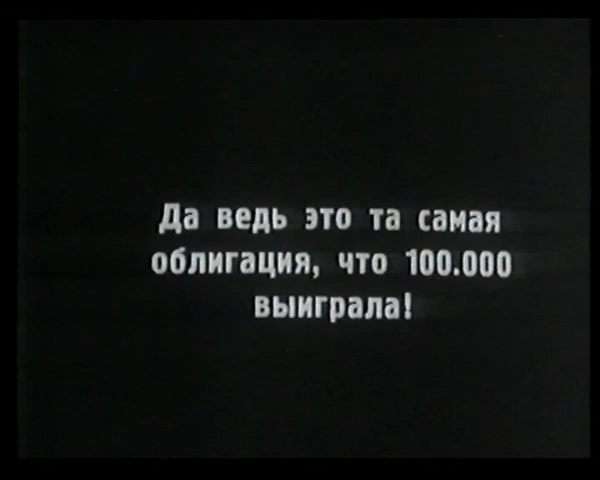 Да ведь это та самая
облигация, что 100.000
выиграла!